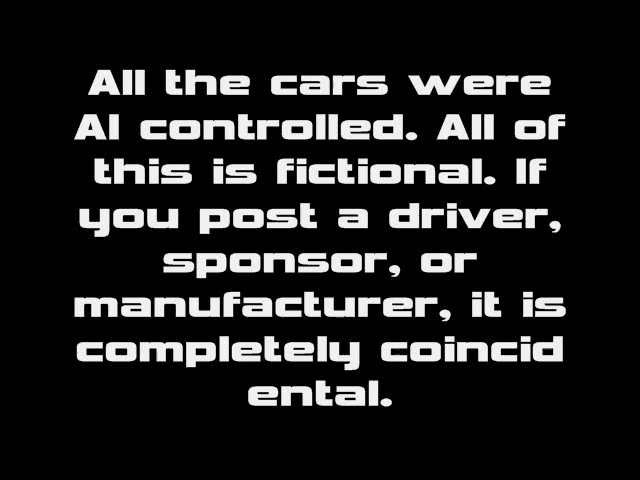 All the cars were
AI controlled. All of
this is fictional. If
you post a driver,
sponsor, or
manufacturer, it is
completely coincid
ental.